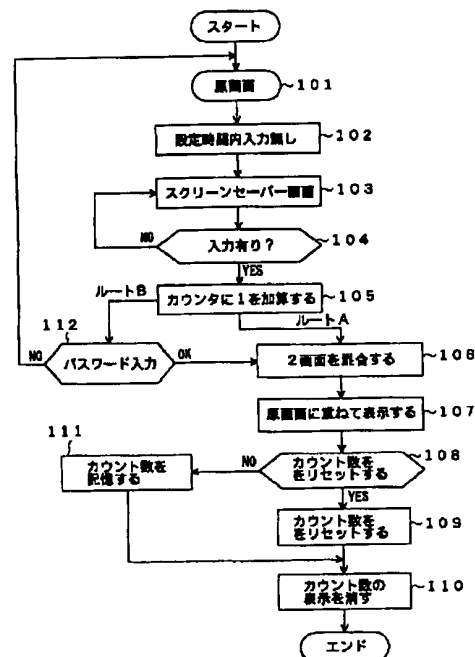 スタート
原画面
101
設定時間内入力無し
102
スクリーンセーバー画面
103
入力有り?
104
NO
YES
ルートB
カウンタに1を加算する
105
ルートA
112
NO
パスワード入力
OK
2画面を混合する
106
原画面に重ねて表示する
107
111
カウント数を
記憶する
NO
カウント数を
をリセットする
108
YES
カウント数を
をリセットする
109
カウント数の
表示を消す
110
エンド